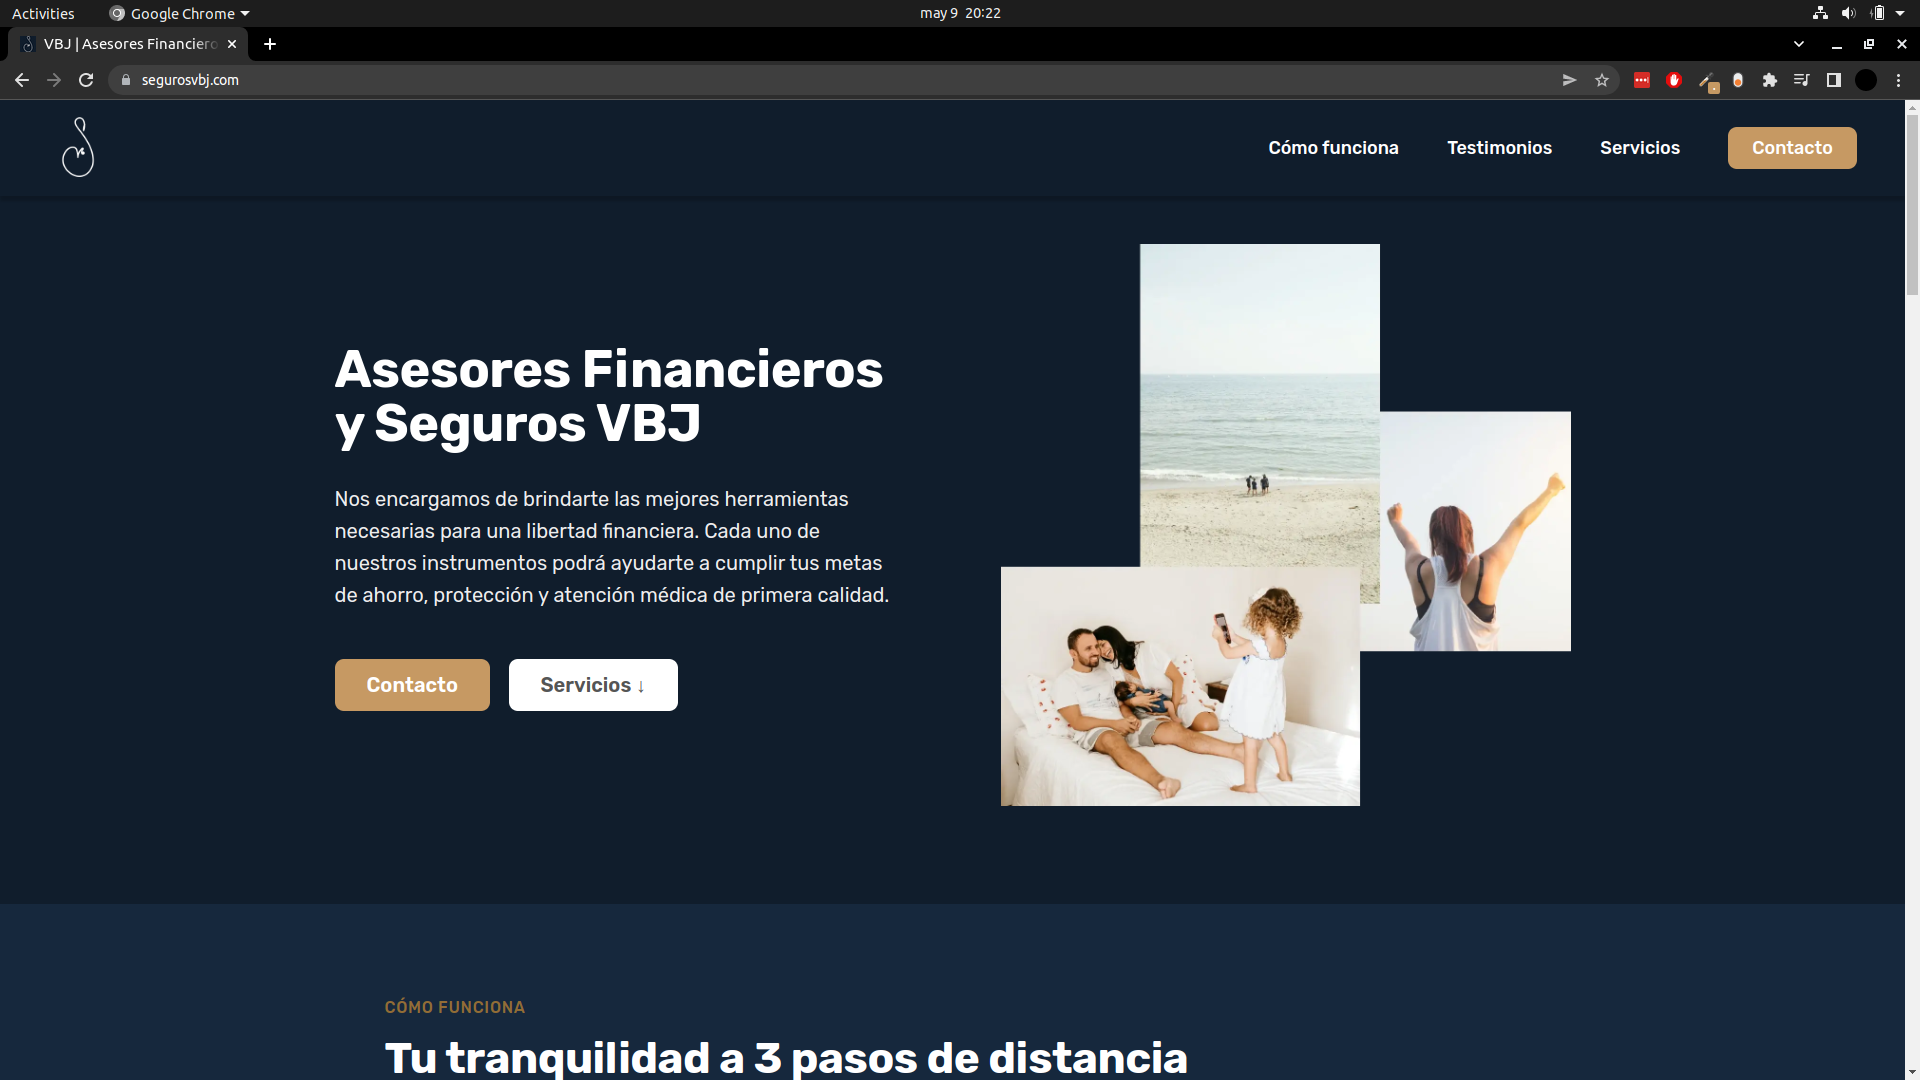 Activities
Google Chrome
may 9 20:22
VBJ | Asesores Financiero
segurosvbj.com
Cómo funciona
Testimonios
Servicios
Contacto
Asesores Financieros
y Seguros VBJ
Nos encargamos de brindarte las mejores herramientas
necesarias para una libertad financiera. Cada uno de
nuestros instrumentos podrá ayudarte a cumplir tus metas
de ahorro, protección y atención médica de primera calidad.
Contacto
Servicios ↓
CÓMO FUNCIONA
Tu tranquilidad a 3 pasos de distancia